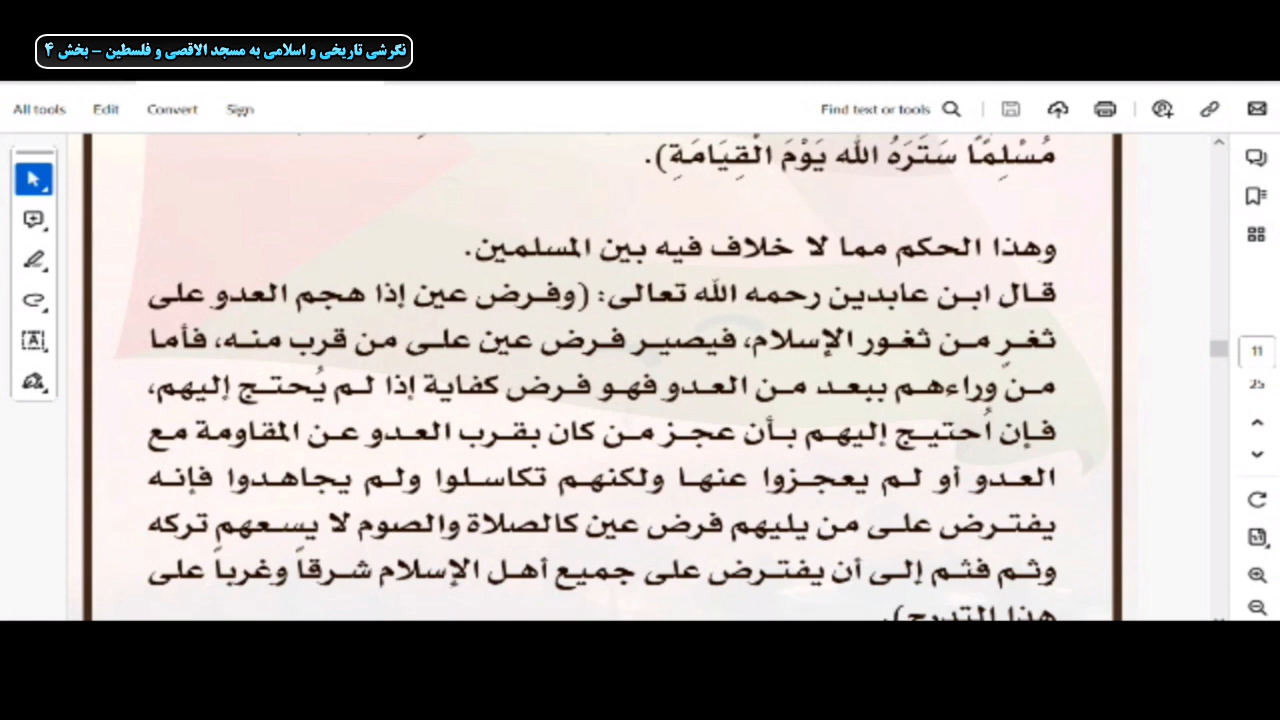 نگرشی تاریخی و اسلامی به مسجد الاقصی و فلسطین - بخش ۴
All tools Edit Convert Sign Find text or tools
مُسْلِمًا سَتَرَهُ الله يَوْمَ الْقِيَامَةِ).
وهذا الحكم مما لا خلاف فيه بين المسلمين.
قال ابن عابدين رحمه الله تعالى: (وفرض عين إذا هجم العدو على
ثغرٍ من ثغور الإسلام، فيصير فرض عين على من قرب منه، فأما
من وراءهم ببعد من العدو فهو فرض كفاية إذا لم يُحتج إليهم،
فإن اُحتيج إليهم بأن عجز من كان بقرب العدو عن المقاومة مع
العدو أو لم يعجزوا عنها ولكنهم تكاسلوا ولم يجاهدوا فإنه
يفترض على من يليهم فرض عين كالصلاة والصوم لا يسعهم تركه
وثم فثم إلى أن يفترض على جميع أهل الإسلام شرقاً وغرباً على
هذا التدرج).
11
25